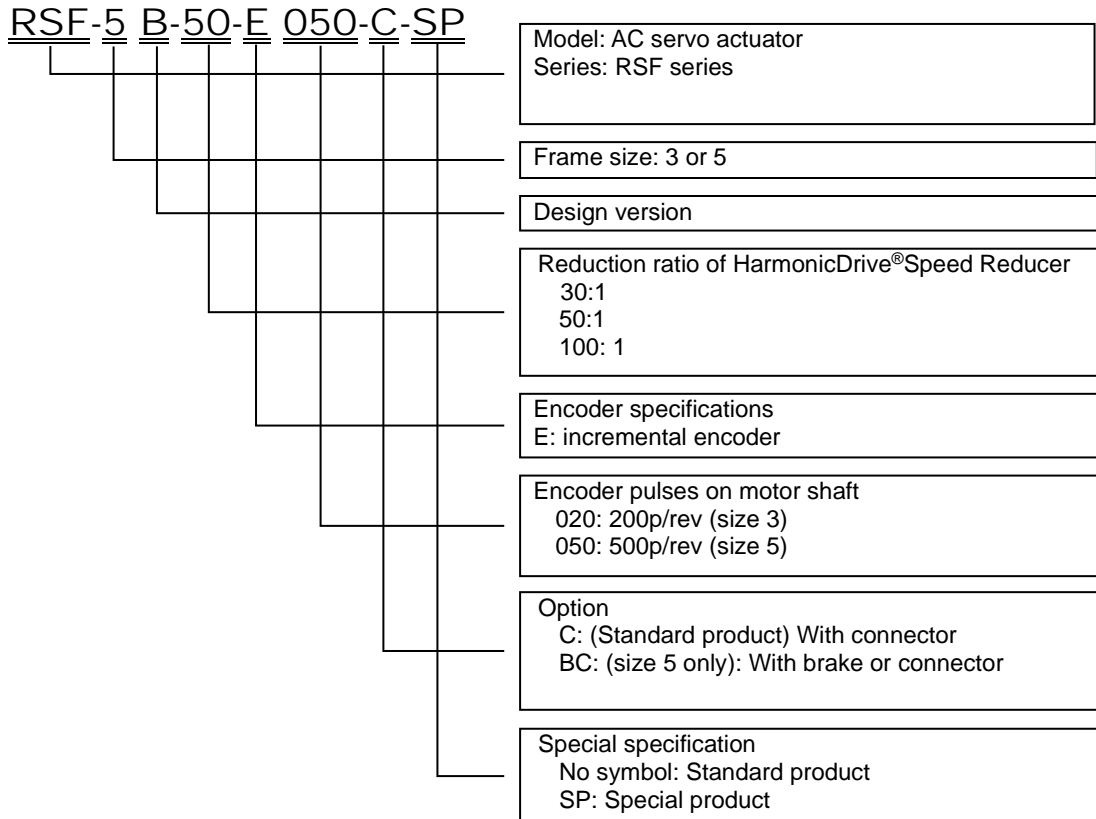 RSF-5 B-50-E 050-C-SP
Model: AC servo actuator
Series: RSF series
Frame size: 3 or 5
Design version
Reduction ratio of HarmonicDrive®Speed Reducer
30:1
50:1
100: 1
Encoder specifications
E: incremental encoder
Encoder pulses on motor shaft
020: 200p/rev (size 3)
050: 500p/rev (size 5)
Option
C: (Standard product) With connector
BC: (size 5 only): With brake or connector
Special specification
No symbol: Standard product
SP: Special product